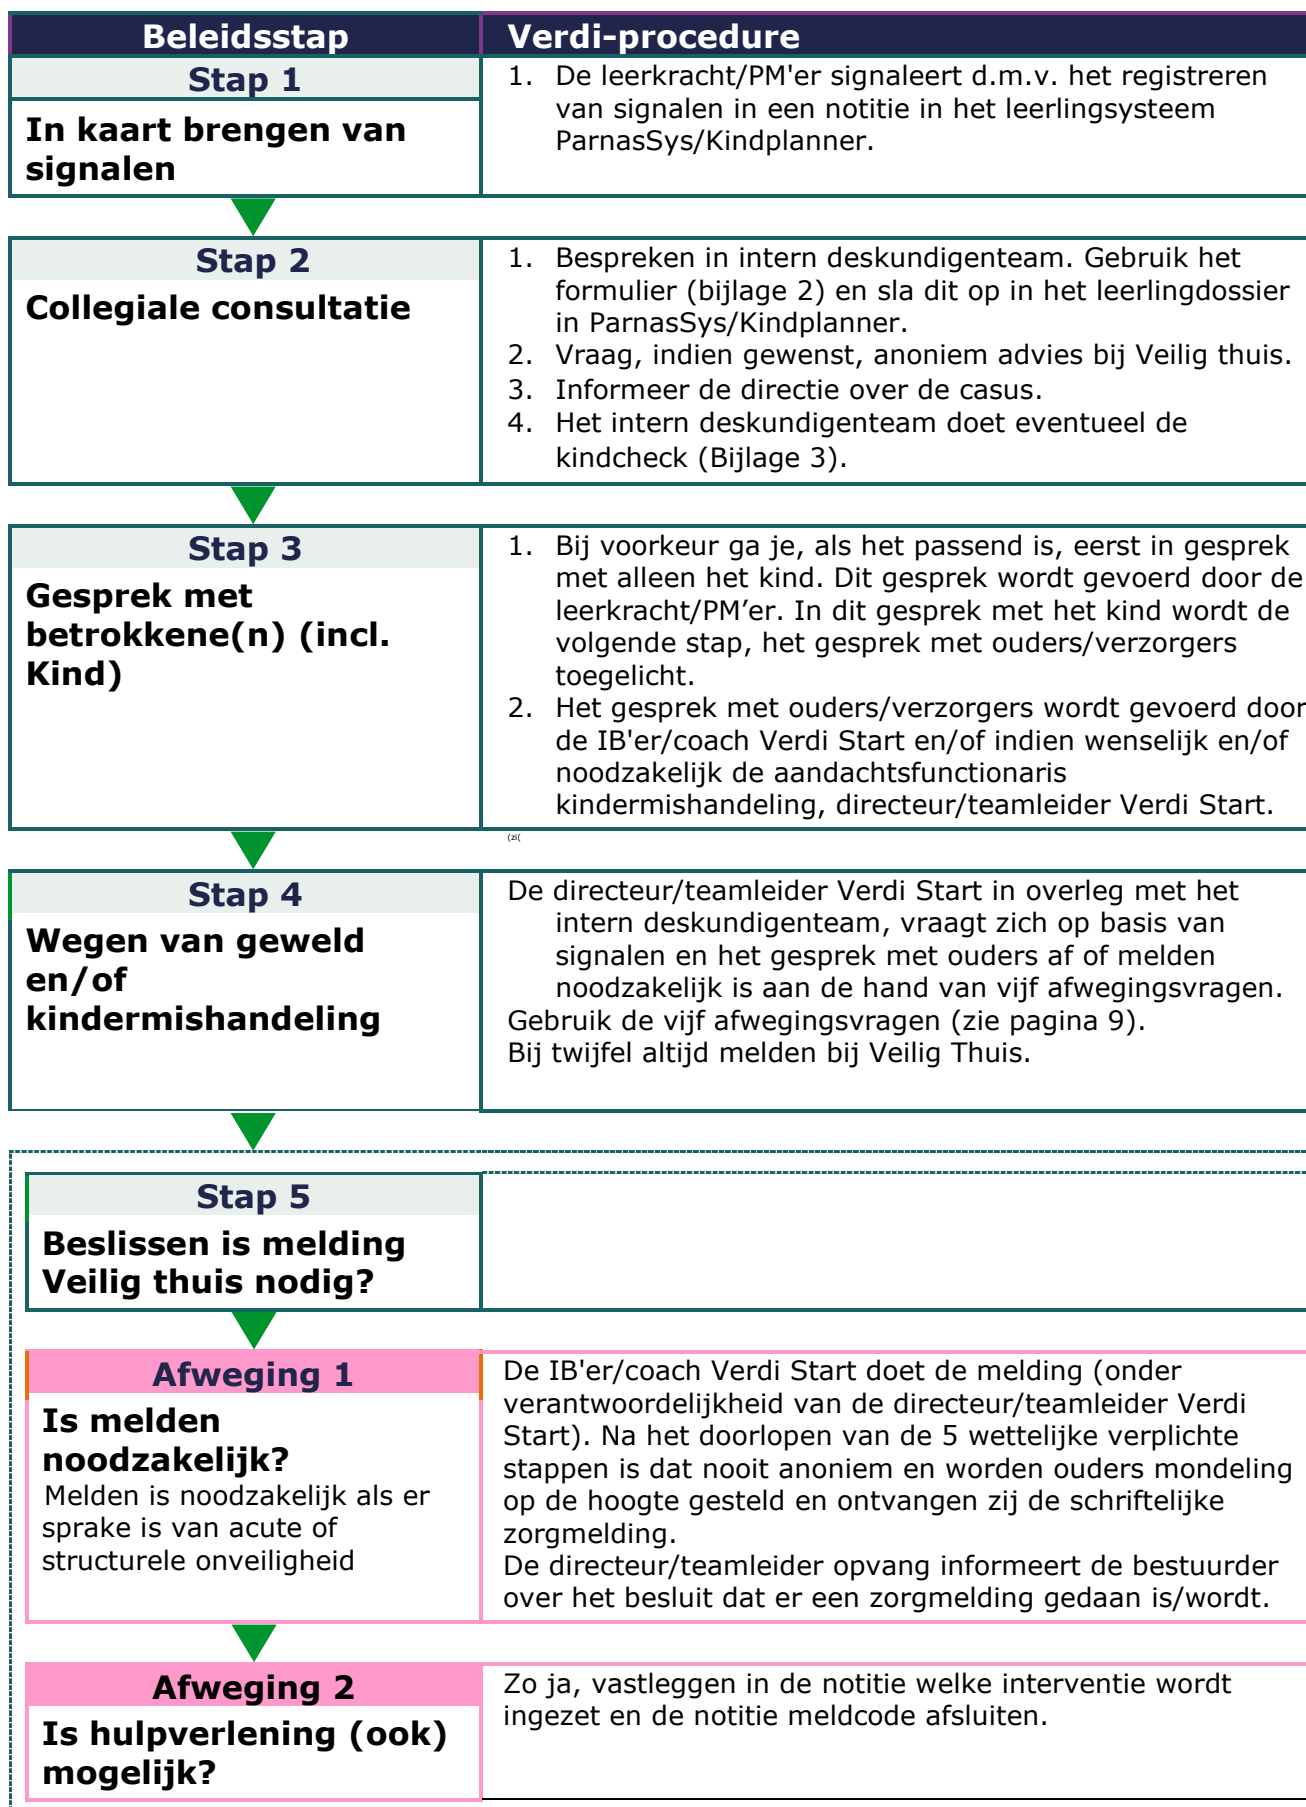 Beleidsstap
Verdi-procedure
Stap 1
In kaart brengen van
signalen
1. De leerkracht/PM'er signaleert d.m.v. het registreren
van signalen in een notitie in het leerlingsysteem
ParnasSys/Kindplanner.
Stap 2
Collegiale consultatie
1. Bespreken in intern deskundigenteam. Gebruik het
formulier (bijlage 2) en sla dit op in het leerlingdossier
in ParnasSys/Kindplanner.
2. Vraag, indien gewenst, anoniem advies bij Veilig thuis.
3. Informeer de directie over de casus.
4. Het intern deskundigenteam doet eventueel de
kindcheck (Bijlage 3).
Stap 3
Gesprek met
betrokkene(n) (incl.
Kind)
1. Bij voorkeur ga je, als het passend is, eerst in gesprek
met alleen het kind. Dit gesprek wordt gevoerd door de
leerkracht/PM’er. In dit gesprek met het kind wordt de
volgende stap, het gesprek met ouders/verzorgers
toegelicht.
2. Het gesprek met ouders/verzorgers wordt gevoerd door
de IB'er/coach Verdi Start en/of indien wenselijk en/of
noodzakelijk de aandachtsfunctionaris
kindermishandeling, directeur/teamleider Verdi Start.
(zi(
Stap 4
Wegen van geweld
en/of
kindermishandeling
De directeur/teamleider Verdi Start in overleg met het
intern deskundigenteam, vraagt zich op basis van
signalen en het gesprek met ouders af of melden
noodzakelijk is aan de hand van vijf afwegingsvragen.
Gebruik de vijf afwegingsvragen (zie pagina 9).
Bij twijfel altijd melden bij Veilig Thuis.
Stap 5
Beslissen is melding
Veilig thuis nodig?
Afweging 1
Is melden
noodzakelijk?
Melden is noodzakelijk als er
sprake is van acute of
structurele onveiligheid
De IB'er/coach Verdi Start doet de melding (onder
verantwoordelijkheid van de directeur/teamleider Verdi
Start). Na het doorlopen van de 5 wettelijke verplichte
stappen is dat nooit anoniem en worden ouders mondeling
op de hoogte gesteld en ontvangen zij de schriftelijke
zorgmelding.
De directeur/teamleider opvang informeert de bestuurder
over het besluit dat er een zorgmelding gedaan is/wordt.
Afweging 2
Is hulpverlening (ook)
mogelijk?
Zo ja, vastleggen in de notitie welke interventie wordt
ingezet en de notitie meldcode afsluiten.